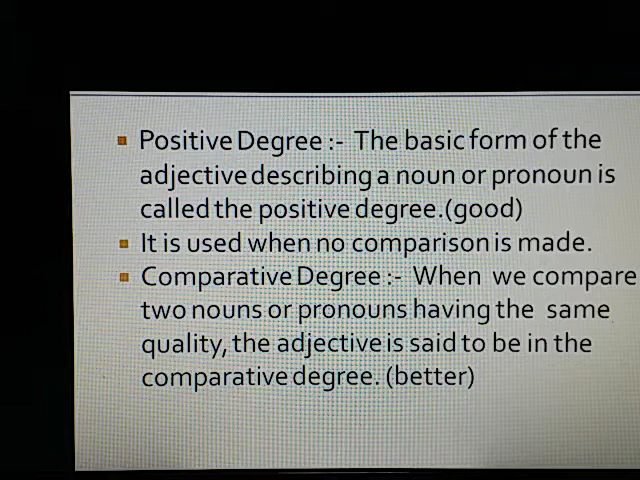 Positive Degree :- The basic form of the
adjective describing a noun or pronoun is
called the positive degree.(good)
It is used when no comparison is made.
Comparative Degree :- When we compare
two nouns or pronouns having the same
quality, the adjective is said to be in the
comparative degree. (better)